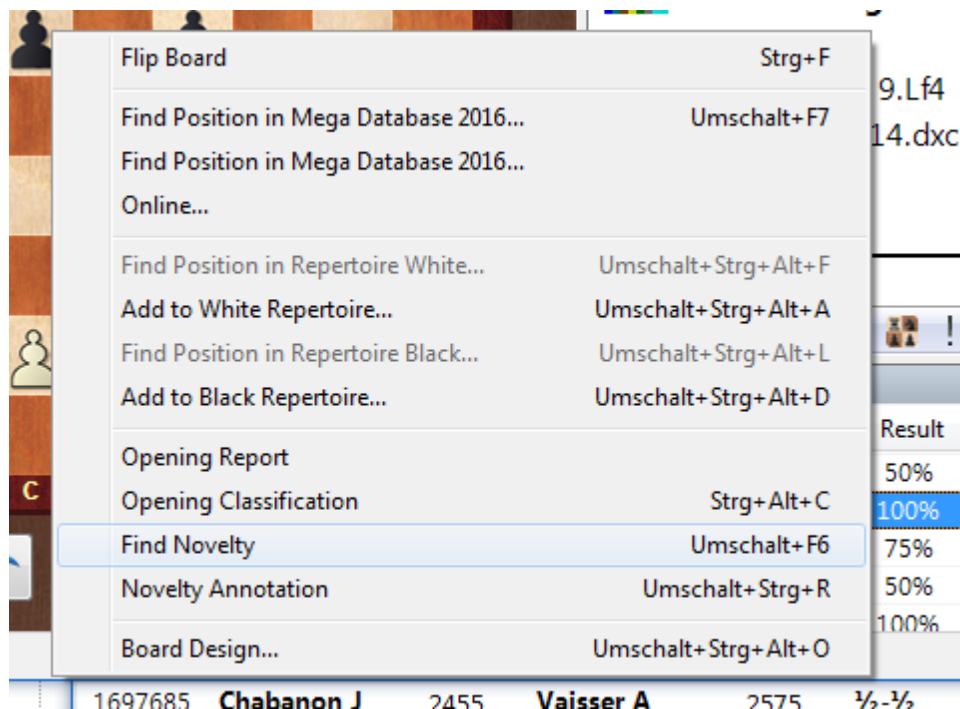 Flip Board Strg+F
9.Lf4
Find Position in Mega Database 2016... Umschalt+F7
14.dxc
Find Position in Mega Database 2016...
Online...
Find Position in Repertoire White... Umschalt+Strg+Alt+F
Add to White Repertoire... Umschalt+Strg+Alt+A
Find Position in Repertoire Black... Umschalt+Strg+Alt+L
Add to Black Repertoire... Umschalt+Strg+Alt+D
Result
Opening Report
50%
C
Opening Classification Strg+Alt+C
100%
Find Novelty Umschalt+F6
75%
Novelty Annotation Umschalt+Strg+R
50%
100%
Board Design... Umschalt+Strg+Alt+O
1697685 Chabanon J 2455 Vaisser A 2575 ½-½